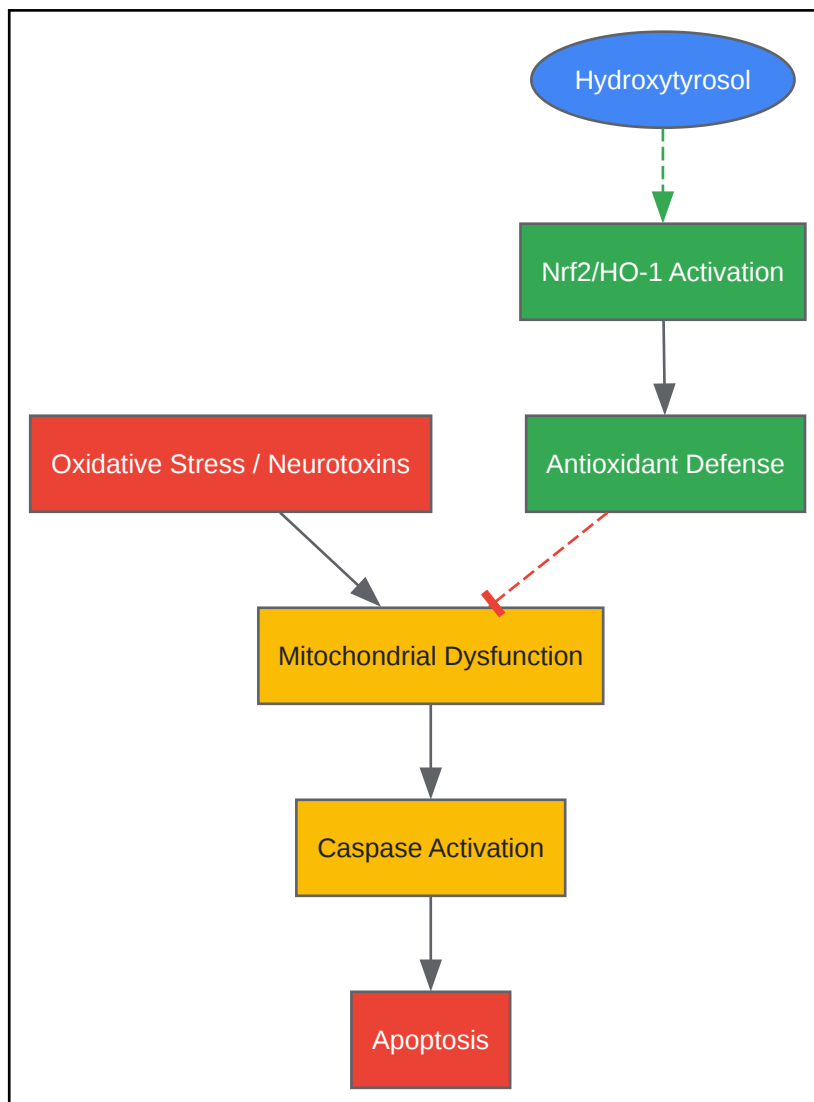 Hydroxytyrosol
Nrf2/HO-1 Activation
Oxidative Stress / Neurotoxins
Antioxidant Defense
Mitochondrial Dysfunction
Caspase Activation
Apoptosis